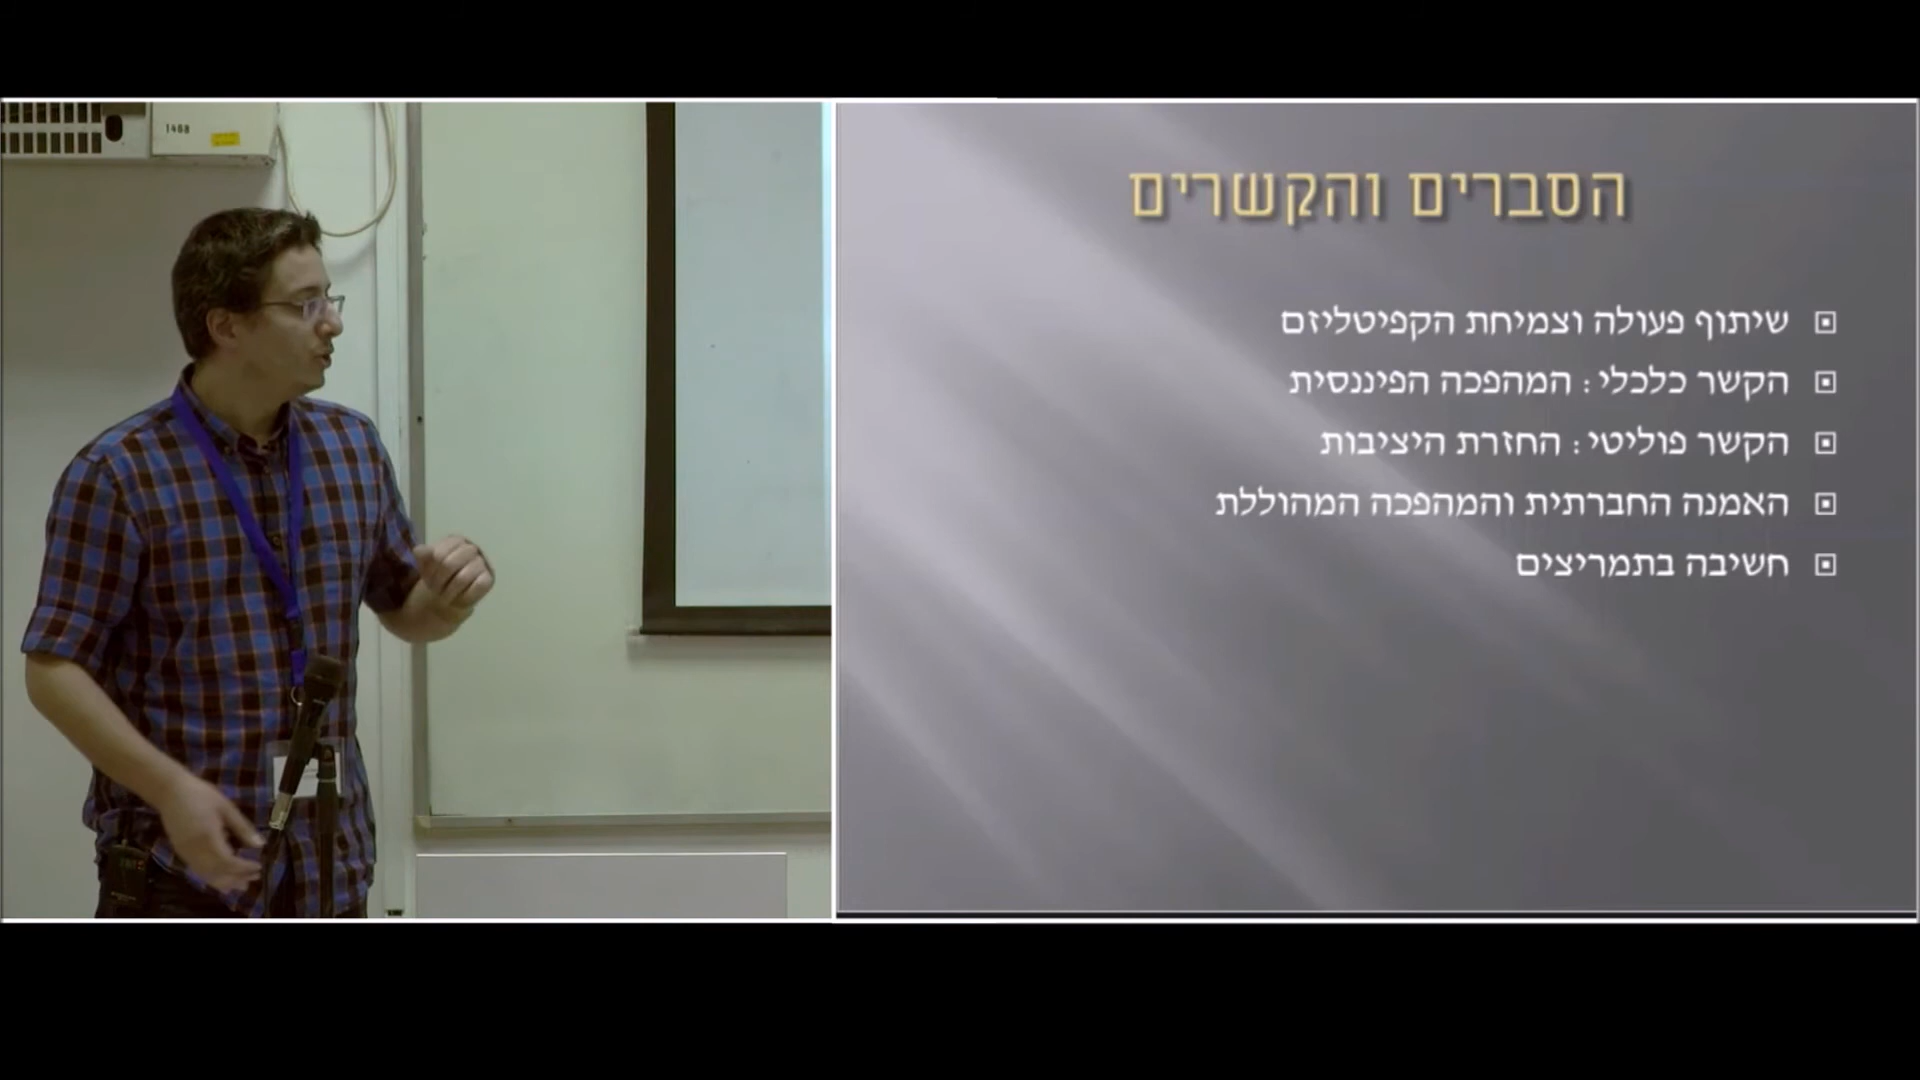 1408
הסברים והקשרים
שיתוף פעולה וצמיחת הקפיטליזם
הקשר כלכלי: המהפכה הפיננסית
הקשר פוליטי: החזרת היציבות
האמנה החברתית והמהפכה המהוללת
חשיבה בתמריצים